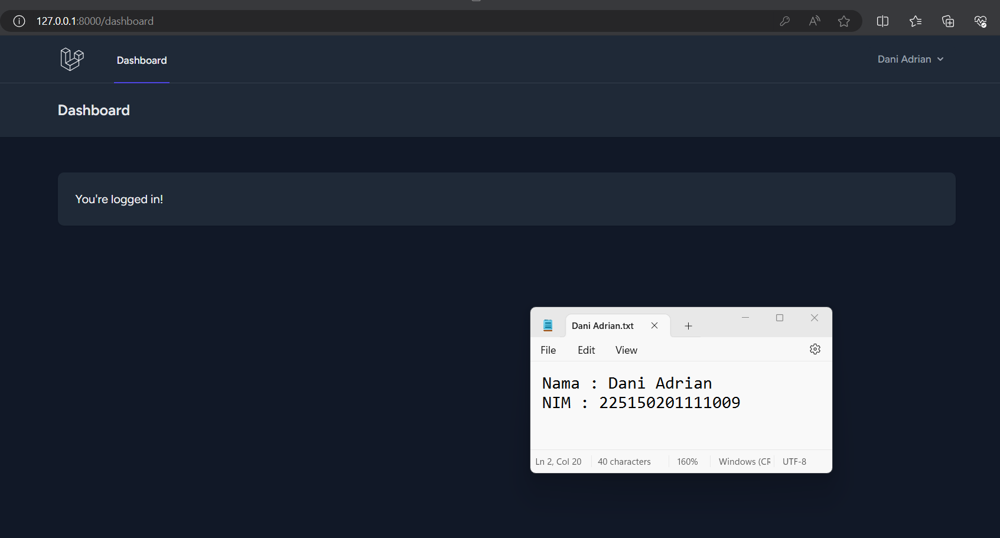 127.0.0.1:8000/dashboard
Dashboard
Dani Adrian
Dashboard
You're logged in!
Dani Adrian.txt
File Edit View
Nama : Dani Adrian
NIM : 225150201111009
Ln 2, Col 20 40 characters 160% Windows (CR UTF-8